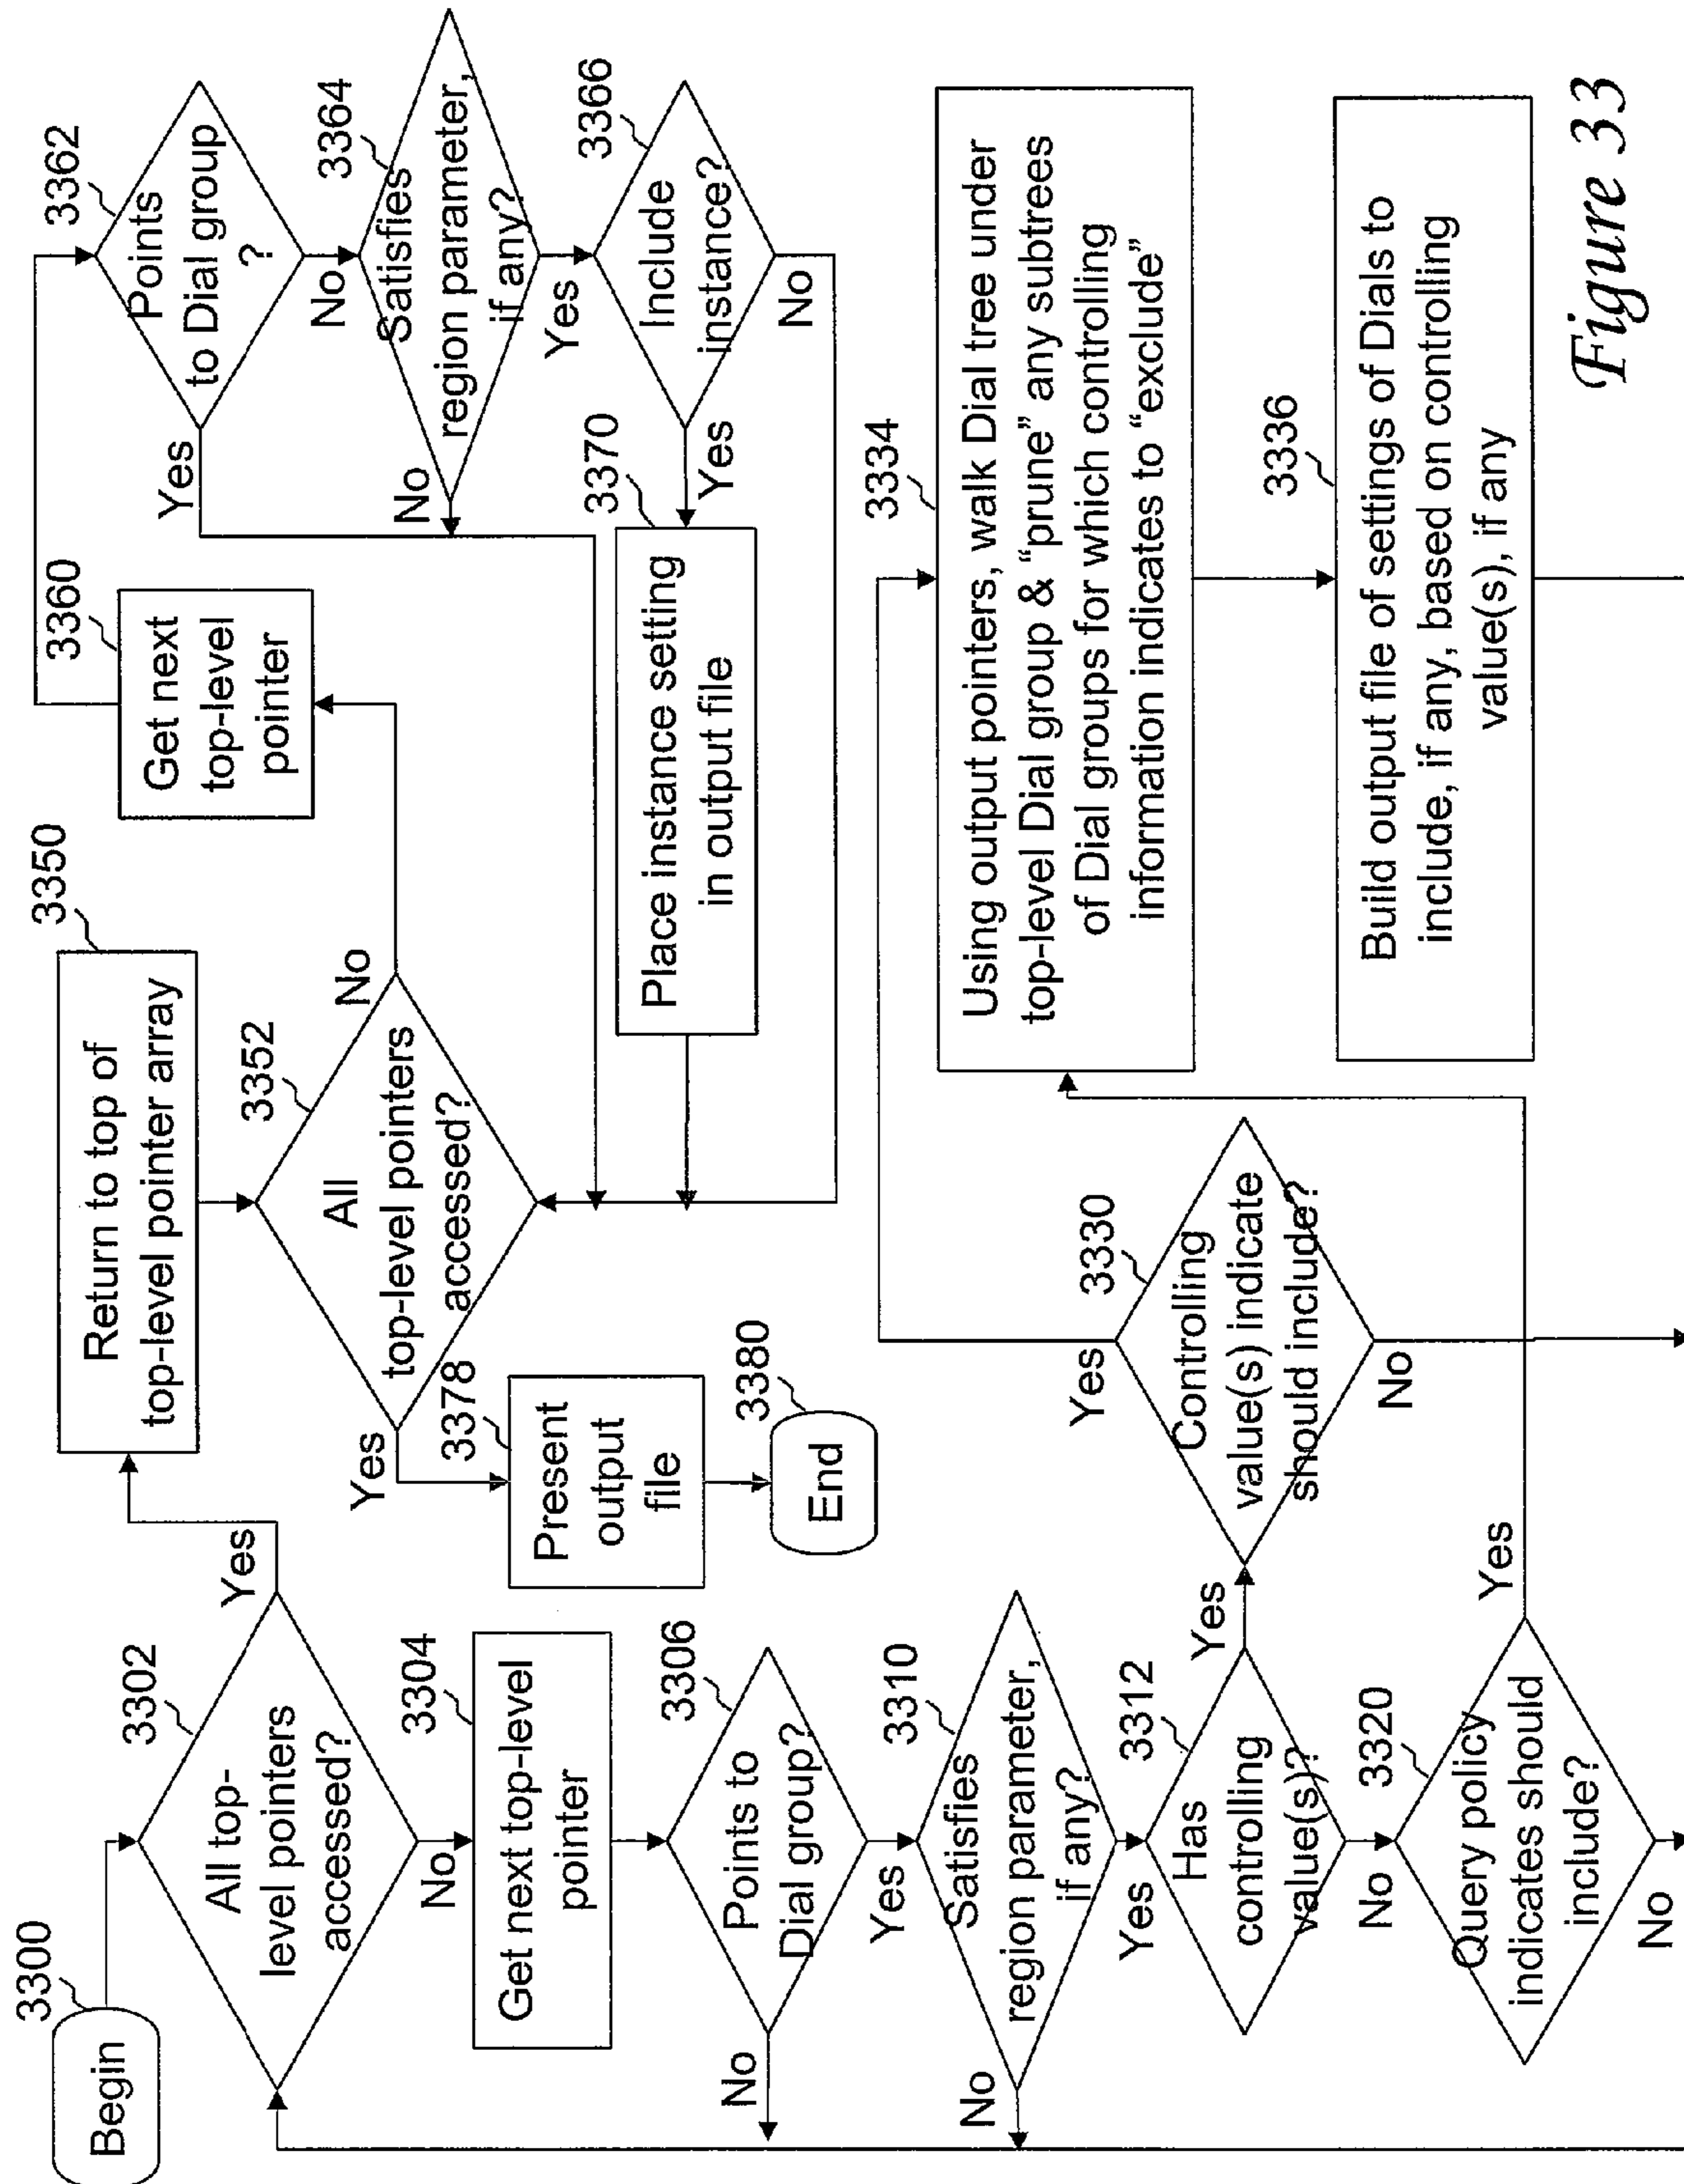 3300
Begin
3302
All top-
level pointers
accessed?
Yes
No
3304
Get next top-level
pointer
3306
Points to
Dial group?
No
Yes
3310
Satisfies
region parameter,
if any?
No
Yes
3312
Has
controlling
value(s)?
Yes
No
3320
Query policy
indicates should
include?
Yes
No
3330
Controlling
value(s) indicate
should include?
Yes
No
3334
Using output pointers, walk Dial tree under
top-level Dial group & “prune” any subtrees
of Dial groups for which controlling
information indicates to “exclude”
3336
Build output file of settings of Dials to
include, if any, based on controlling
value(s), if any
3350
Return to top of
top-level pointer array
3352
All
top-level pointers
accessed?
Yes
No
3378
Present
output
file
3380
End
3360
Get next
top-level
pointer
3362
Points
to Dial group
?
Yes
No
3364
Satisfies
region parameter,
if any?
No
Yes
3366
Include
instance?
Yes
No
3370
Place instance setting
in output file
Figure 33